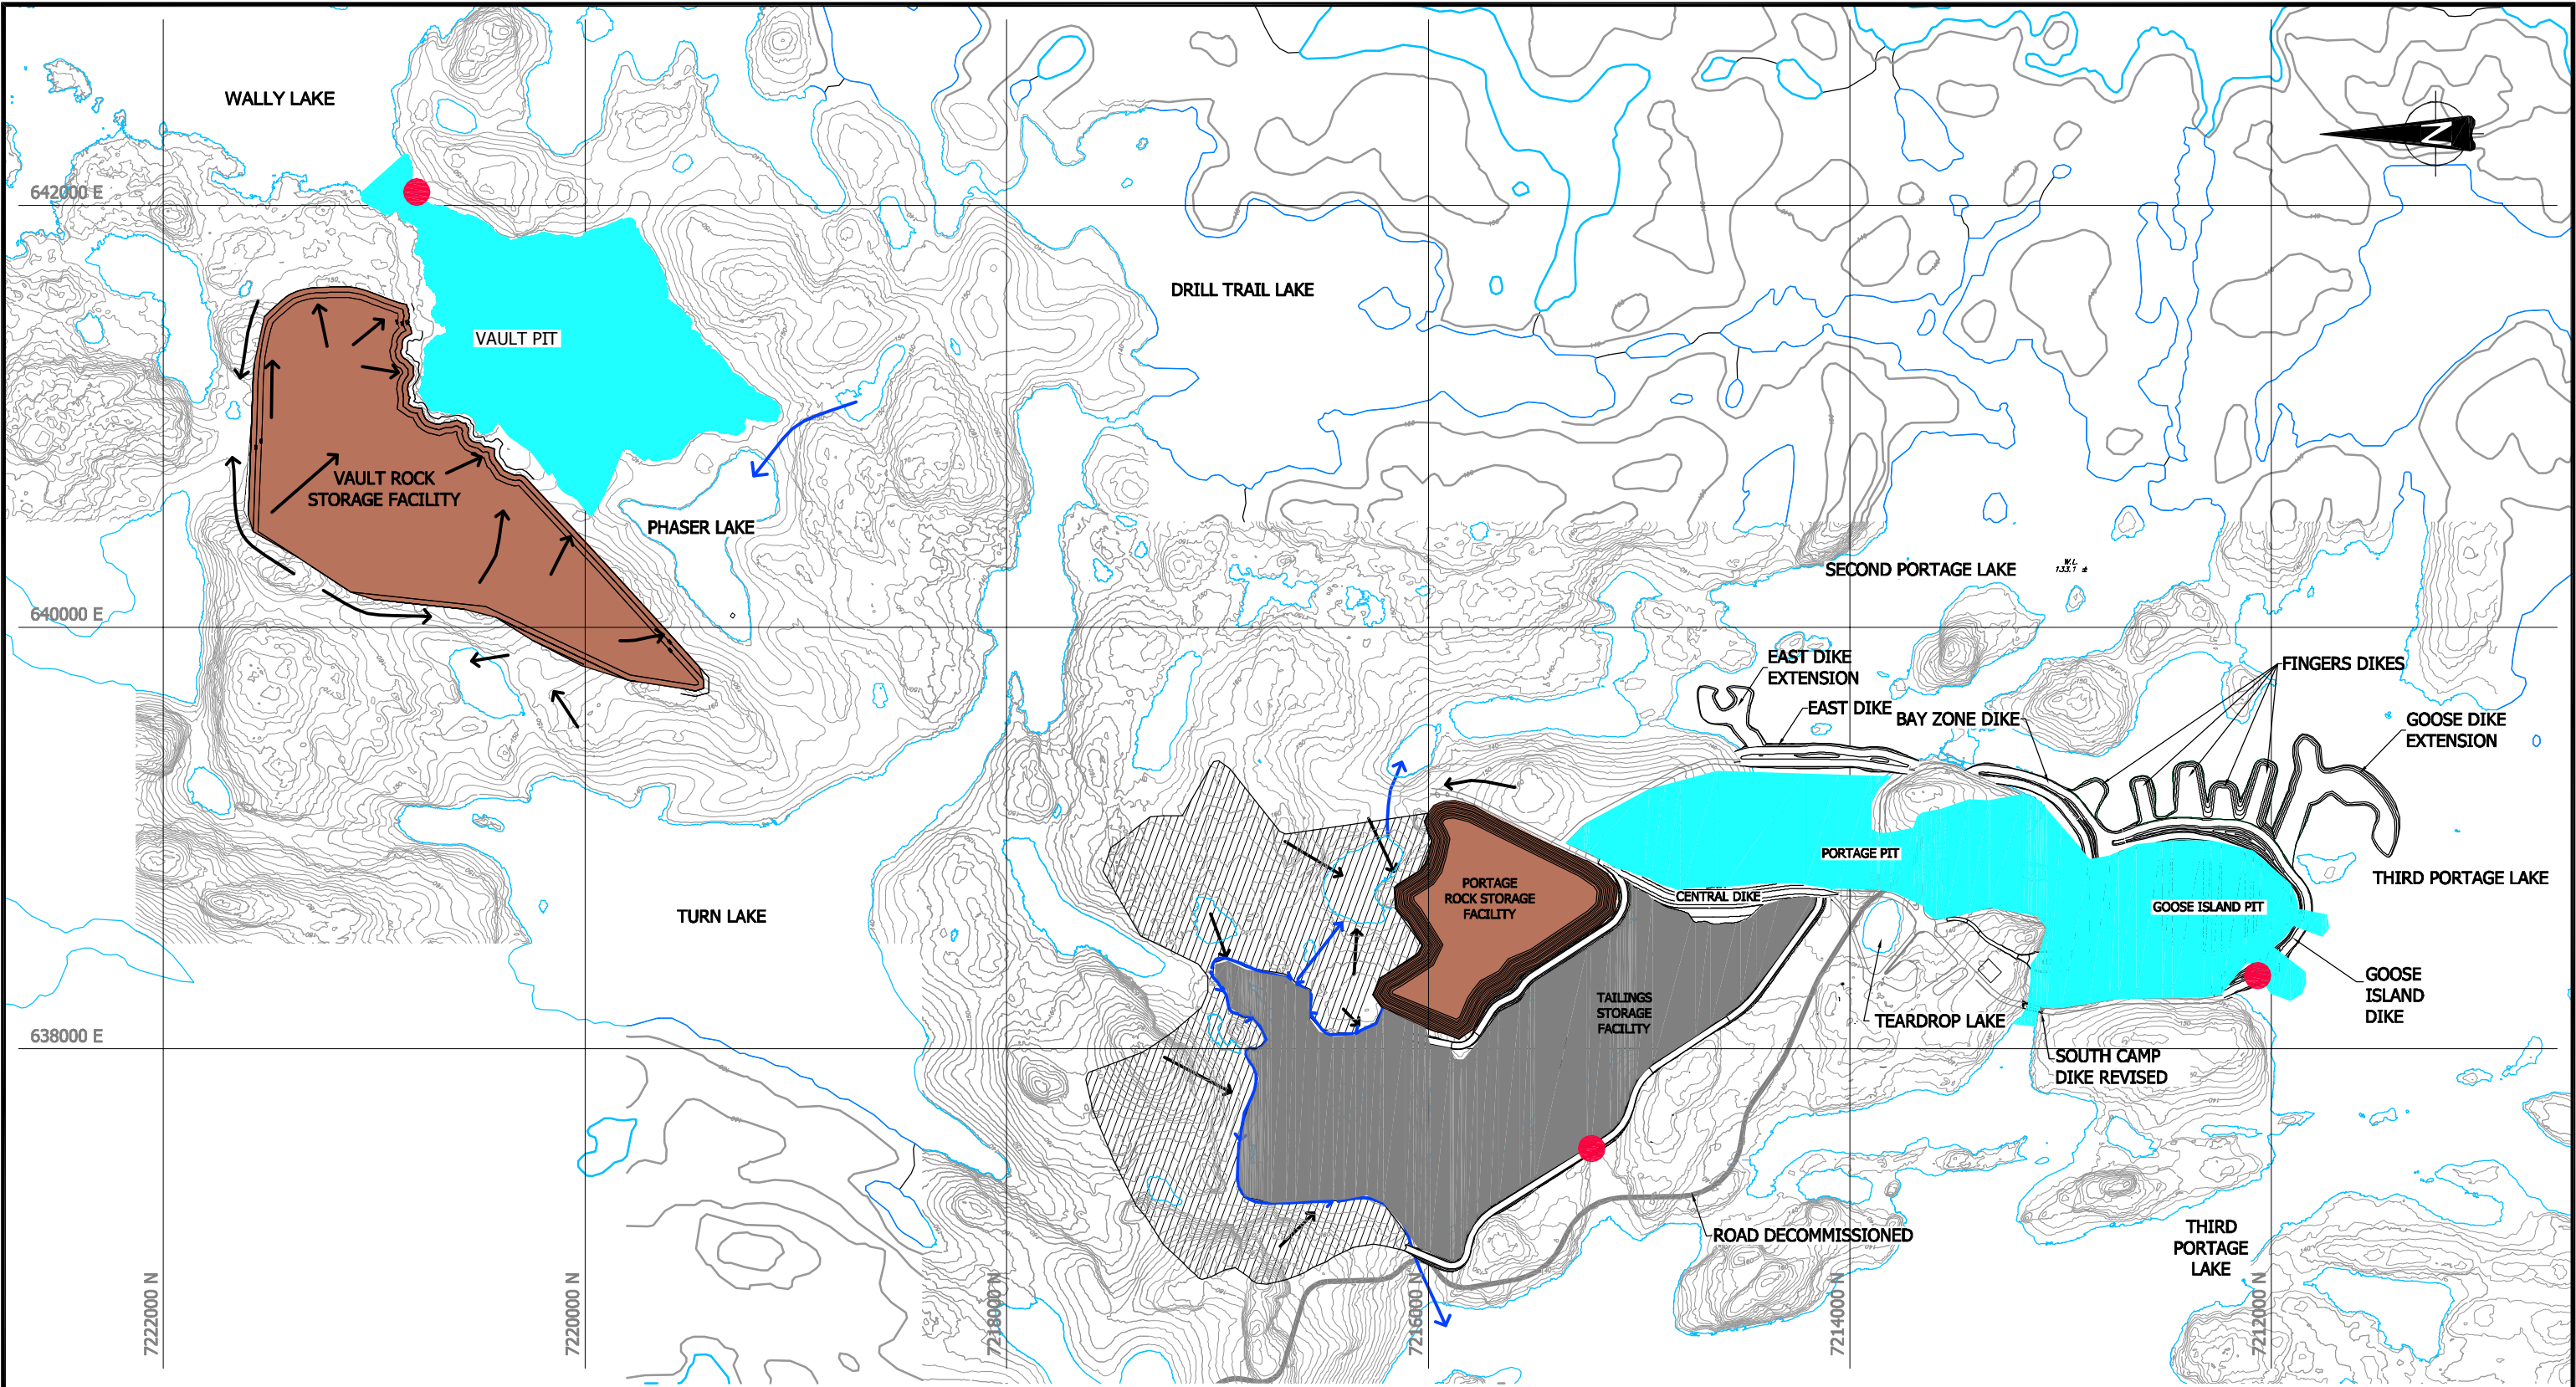 WALLY LAKE
N
642000 E
DRILL TRAIL LAKE
VAULT PIT
VAULT ROCK
STORAGE FACILITY
PHASER LAKE
SECOND PORTAGE LAKE
W.L.
133.1 ±
640000 E
EAST DIKE
EXTENSION
FINGERS DIKES
EAST DIKE
BAY ZONE DIKE
GOOSE DIKE
EXTENSION
PORTAGE PIT
THIRD PORTAGE LAKE
PORTAGE
ROCK STORAGE
FACILITY
CENTRAL DIKE
GOOSE ISLAND PIT
TURN LAKE
TAILINGS
STORAGE
FACILITY
GOOSE
ISLAND
DIKE
TEARDROP LAKE
638000 E
SOUTH CAMP
DIKE REVISED
ROAD DECOMMISSIONED
THIRD
PORTAGE
LAKE
7222000 N
7220000 N
7218000 N
7216000 N
7214000 N
7212000 N